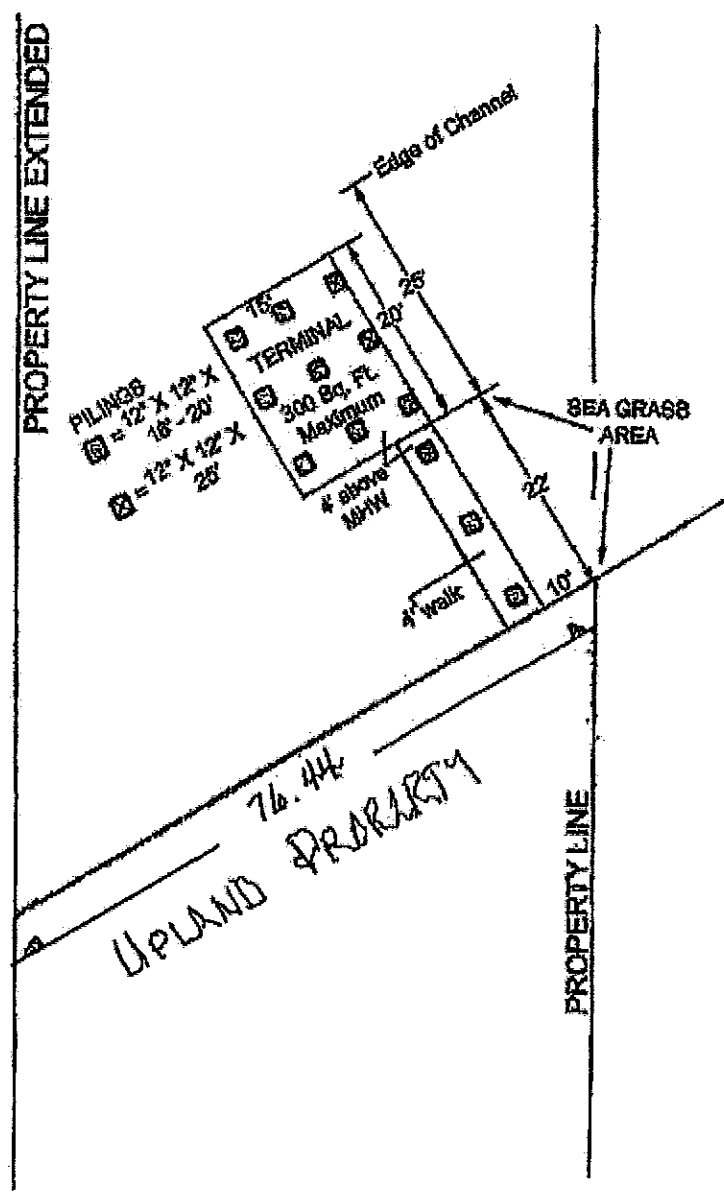 PROPERTY LINE EXTENDED
Edge of Channel
25'
20'
15'
TERMINAL
300 Sq. Ft.
Maximum
PILINGS
= 12" X 12" X
16' - 20'
= 12" X 12" X
25'
SEA GRASS
AREA
22'
4' above
MHW
4' walk
10'
76.44
UPLAND PROPERTY
PROPERTY LINE